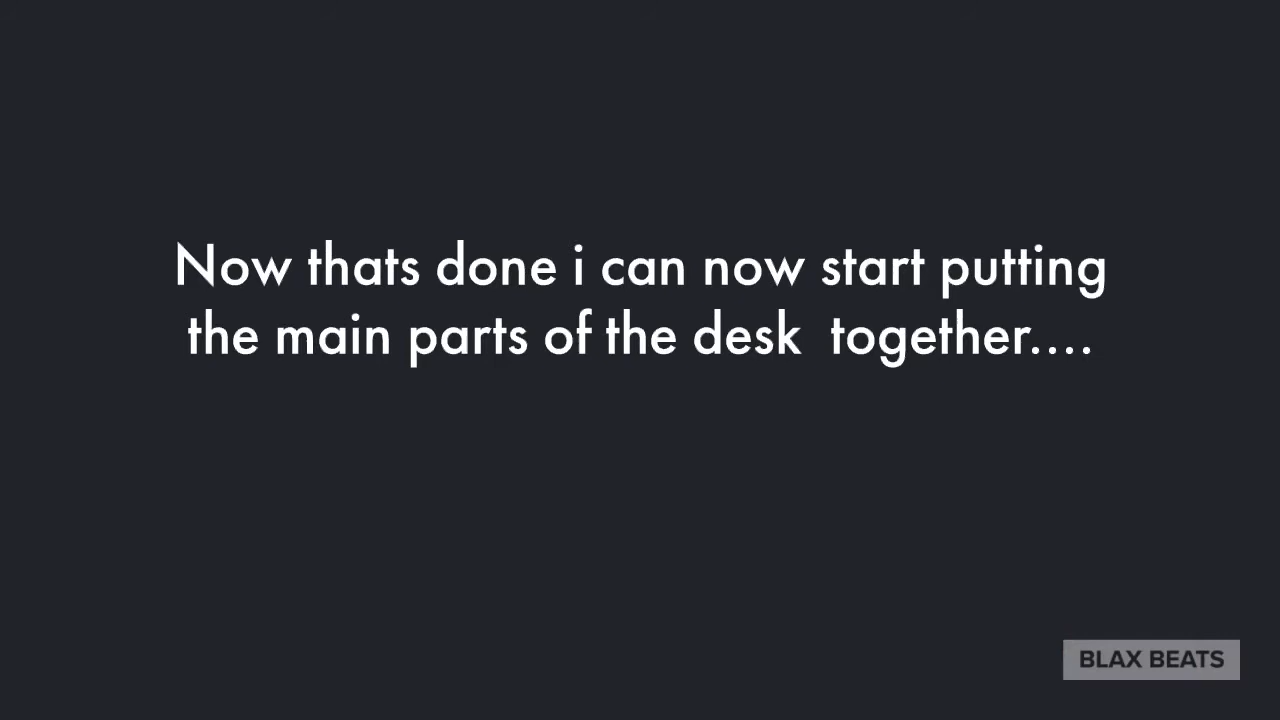 Now thats done i can now start putting
the main parts of the desk  together....
BLAX BEATS